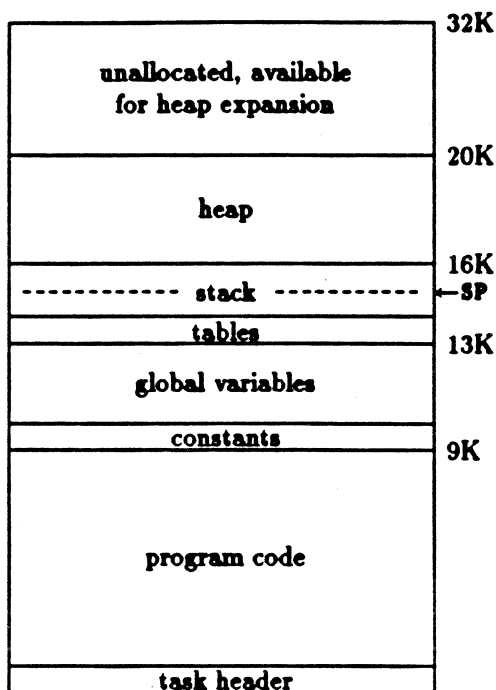 32K
unallocated, available
for heap expansion
20K
heap
16K
stack
SP
tables
13K
global variables
constants
9K
program code
task header